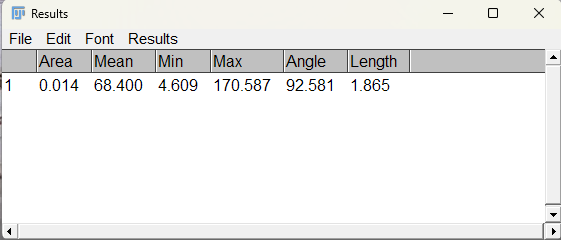 Results
File Edit Font Results
Area Mean Min Max Angle Length
1 0.014 68.400 4.609 170.587 92.581 1.865